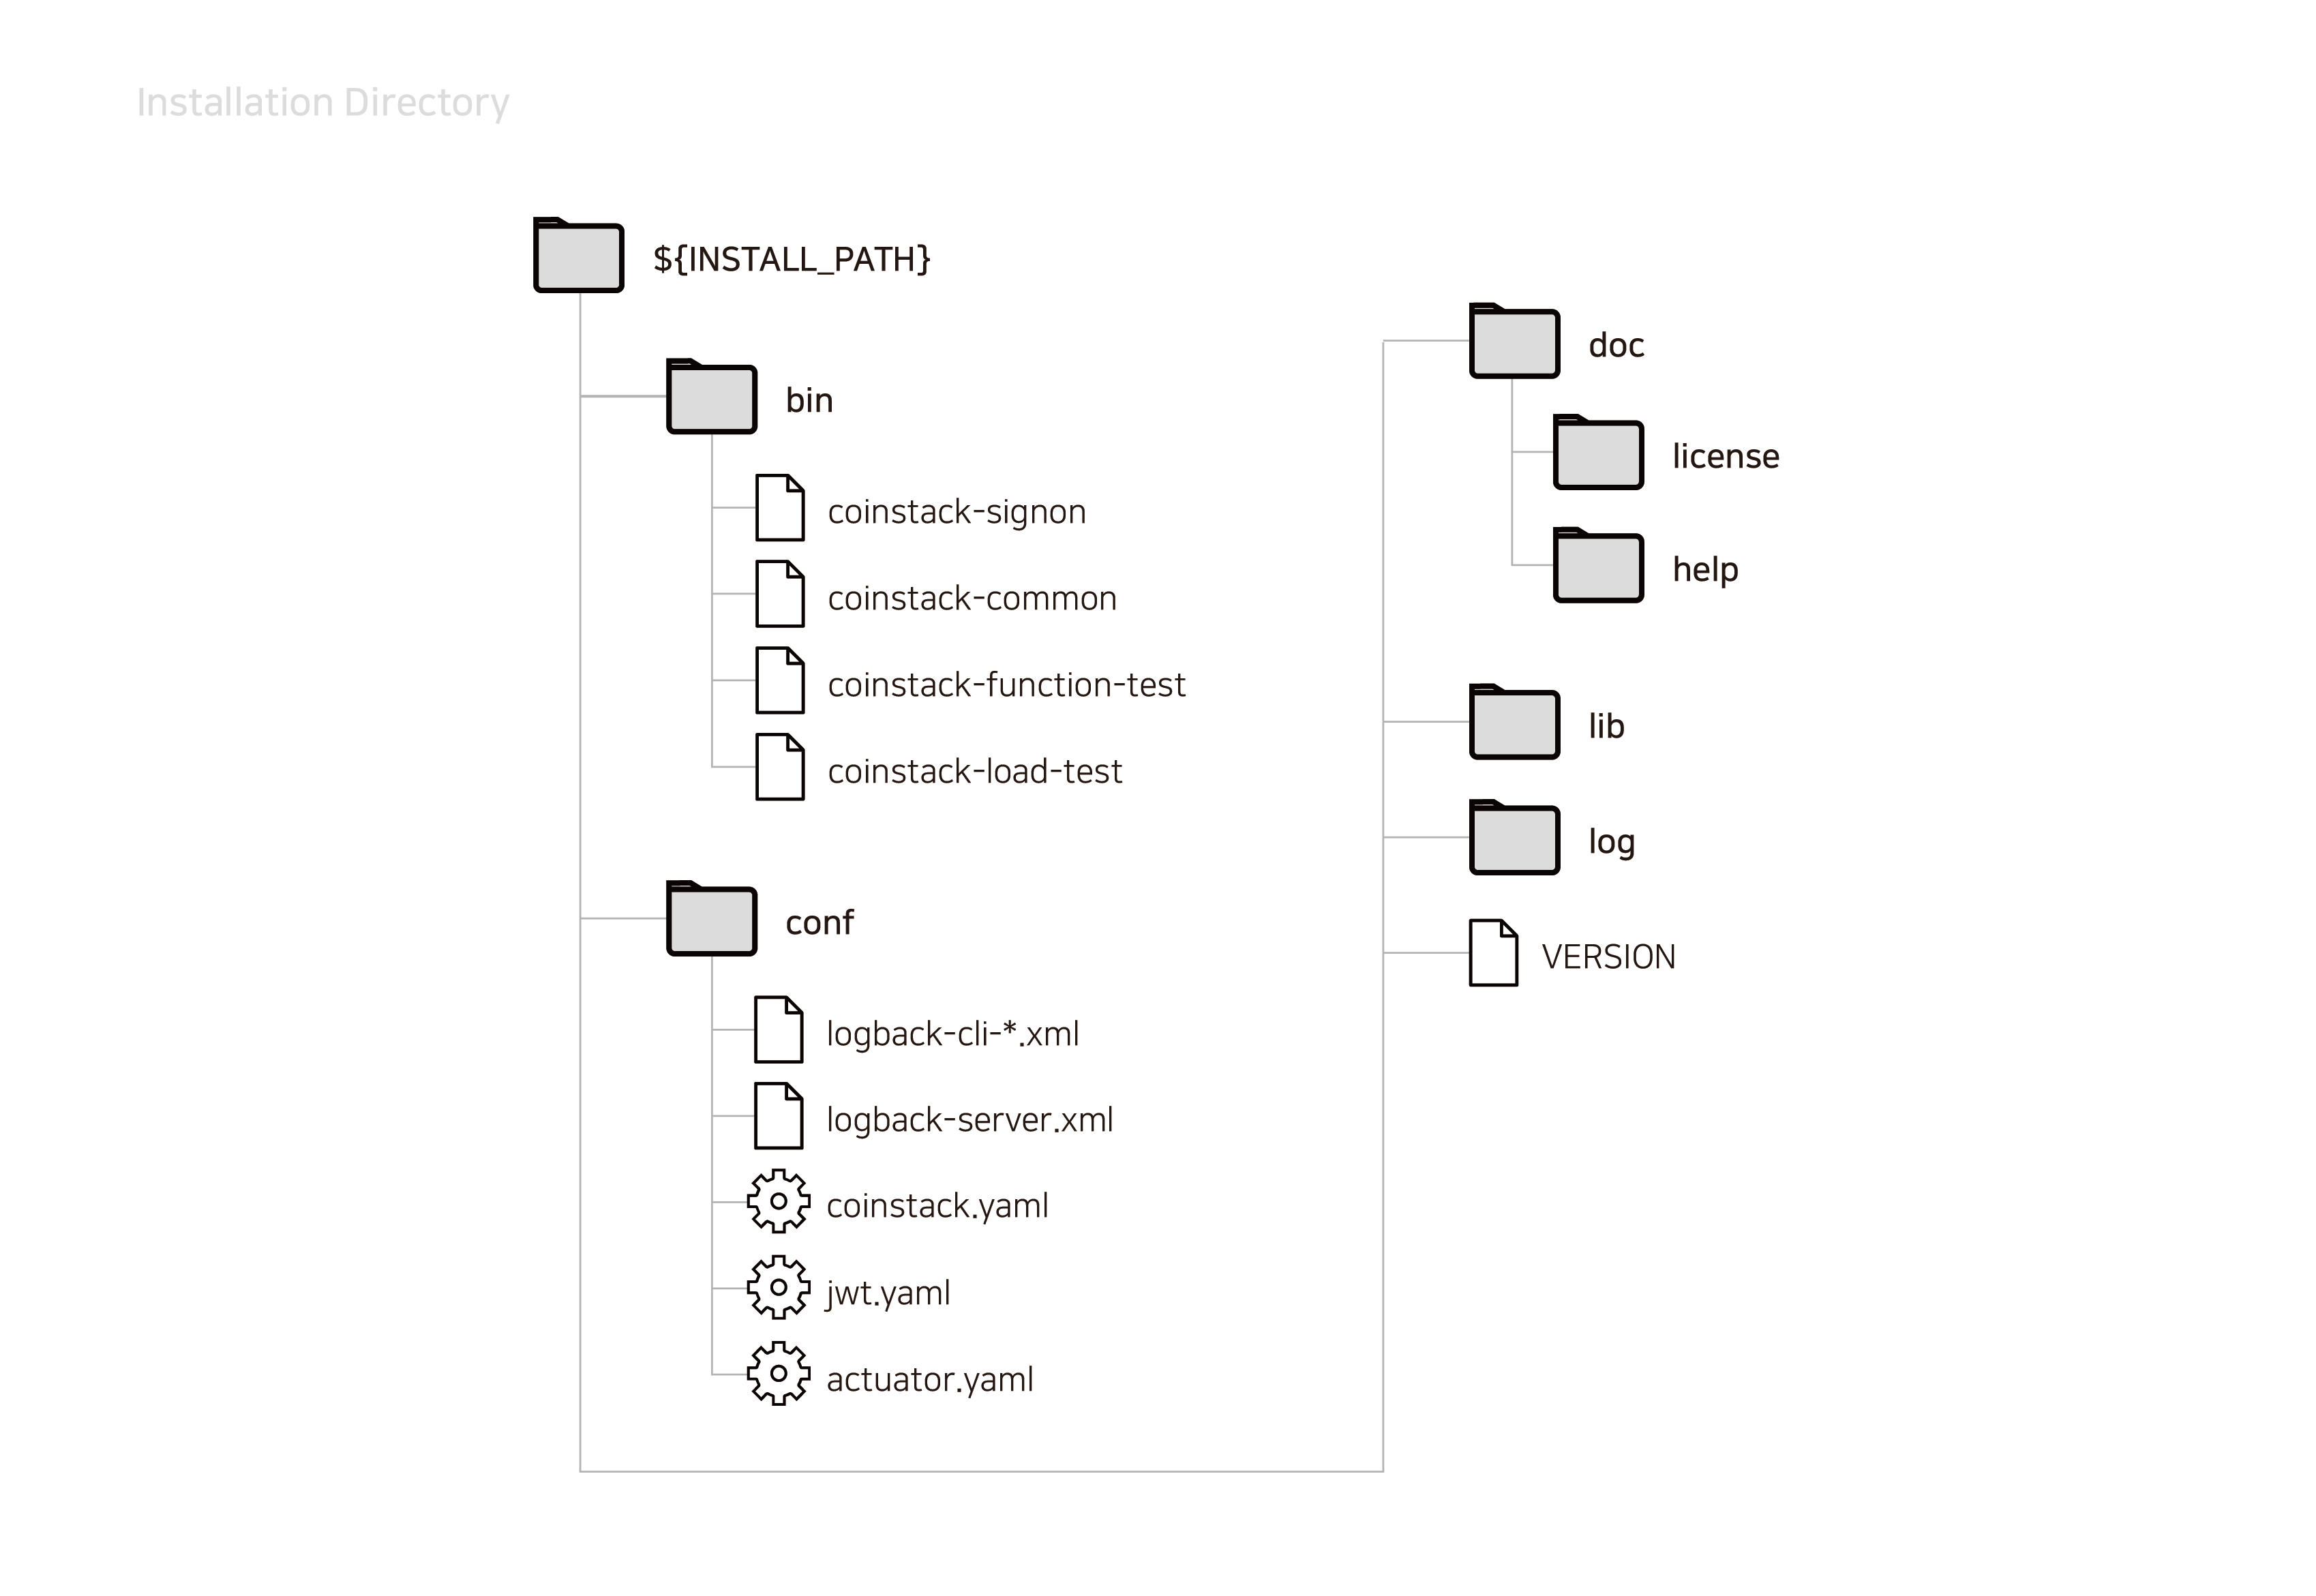 Installation Directory
${INSTALL_PATH}
bin
coinstack-signon
coinstack-common
coinstack-function-test
coinstack-load-test
conf
logback-cli-*.xml
logback-server.xml
coinstack.yaml
jwt.yaml
actuator.yaml
doc
license
help
lib
log
VERSION